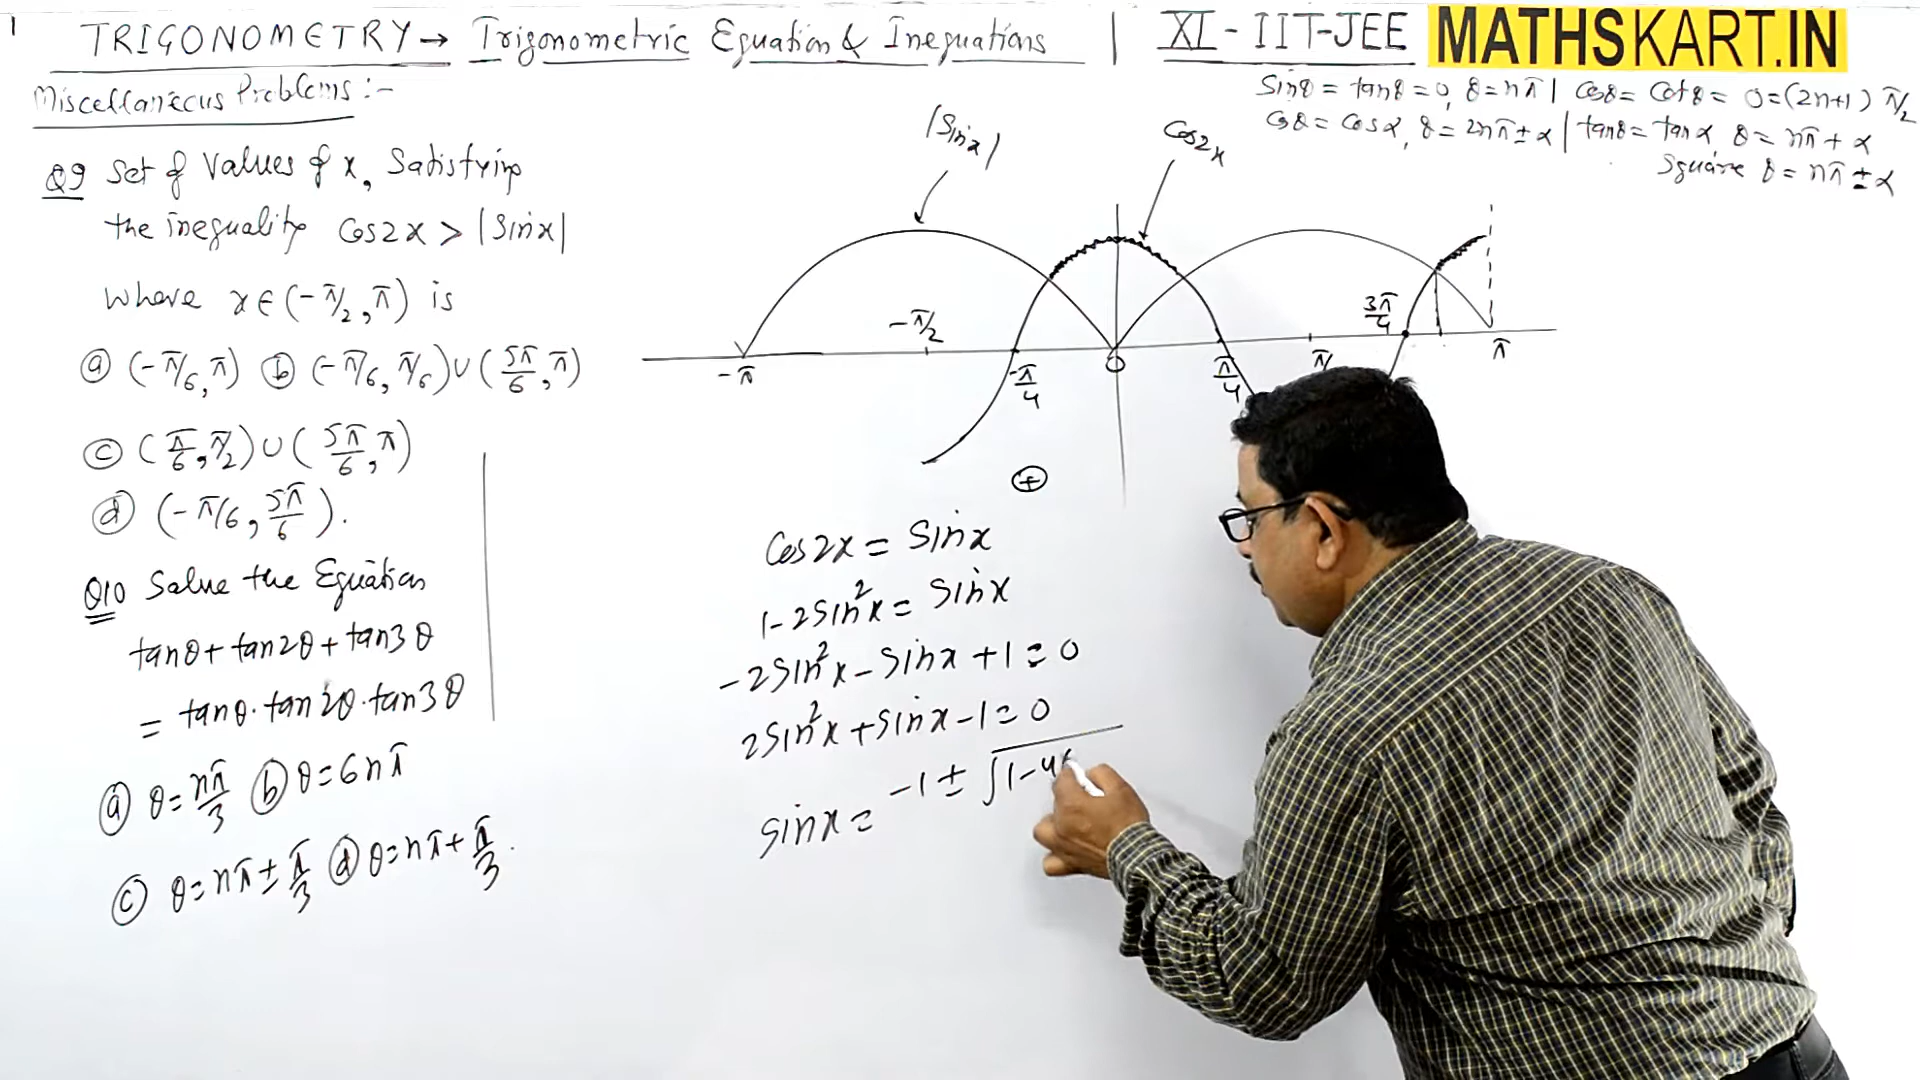 1
TRIGONOMETRY → Trigonometric Equation & Inequations | XI - IIT-JEE MATHSKART.IN
Miscellaneous Problems :-
sinθ = tanθ = 0, θ = nπ | cosθ = cotθ = 0 = (2n+1) π/2
cosθ = cosα, θ = 2nπ ± α | tanθ = tanα, θ = nπ + α
square θ = nπ ± α
Q9 Set of Values of x, Satisfying
the inequality Cos2x > |sinx|
where x ∈ (-π/2, π) is
(a) (-π/6, π) (b) (-π/6, π/6) ∪ (5π/6, π)
(c) (π/6, π/2) ∪ (5π/6, π)
(d) (-π/6, 5π/6).
Q10 Solve the Equation
tanθ + tan2θ + tan3θ
= tanθ · tan2θ · tan3θ
(a) θ = nπ/3 (b) θ = 6nπ
(c) θ = nπ ± π/3 (d) θ = nπ + π/3.
|sinx|
cos2x
-π
-π/2
-π/4
0
π/4
3π/4
π
+
Cos2x = sinx
1-2sin²x = sinx
-2sin²x - sinx + 1 = 0
2sin²x + sinx - 1 = 0
sinx = -1 ± √1-4